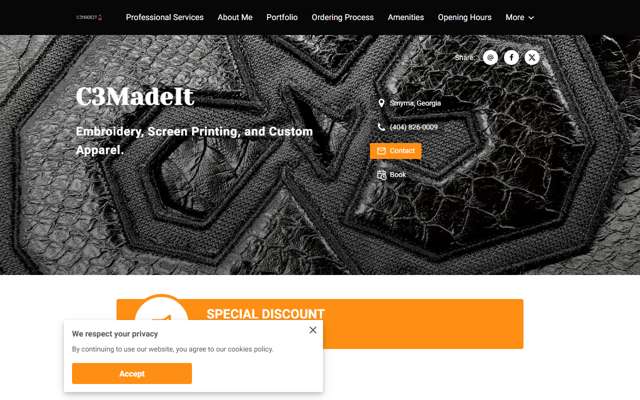 C3MADEIT
Professional Services
About Me
Portfolio
Ordering Process
Amenities
Opening Hours
More
Share:
C3MadeIt
Embroidery, Screen Printing, and Custom
Apparel.
Smyrna, Georgia
(404) 826-0009
Contact
Book
SPECIAL DISCOUNT
We respect your privacy
By continuing to use our website, you agree to our cookies policy.
Accept